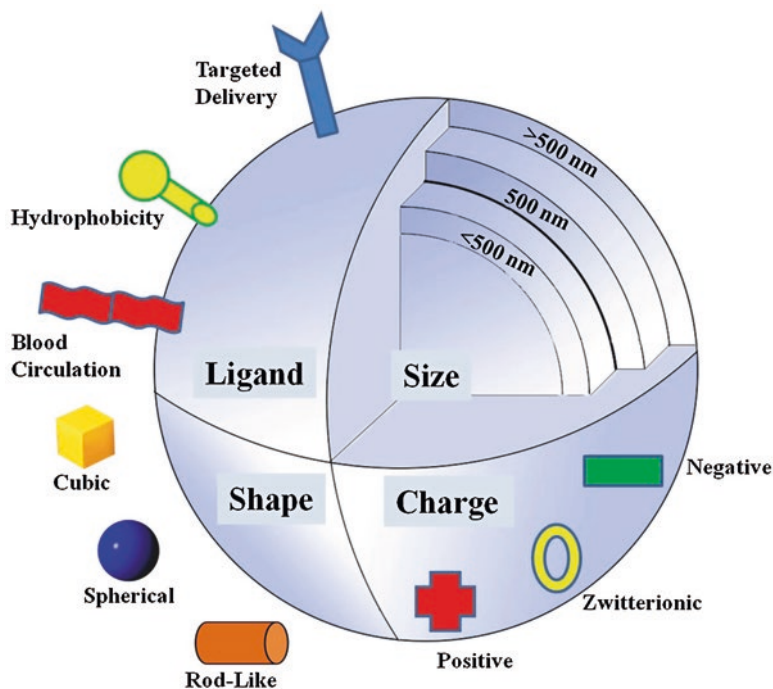 Targeted
Delivery
>500 nm
500 nm
<500 nm
Hydrophobicity
Blood
Circulation
Ligand
Size
Cubic
Shape
Charge
Negative
Spherical
Zwitterionic
Rod-Like
Positive